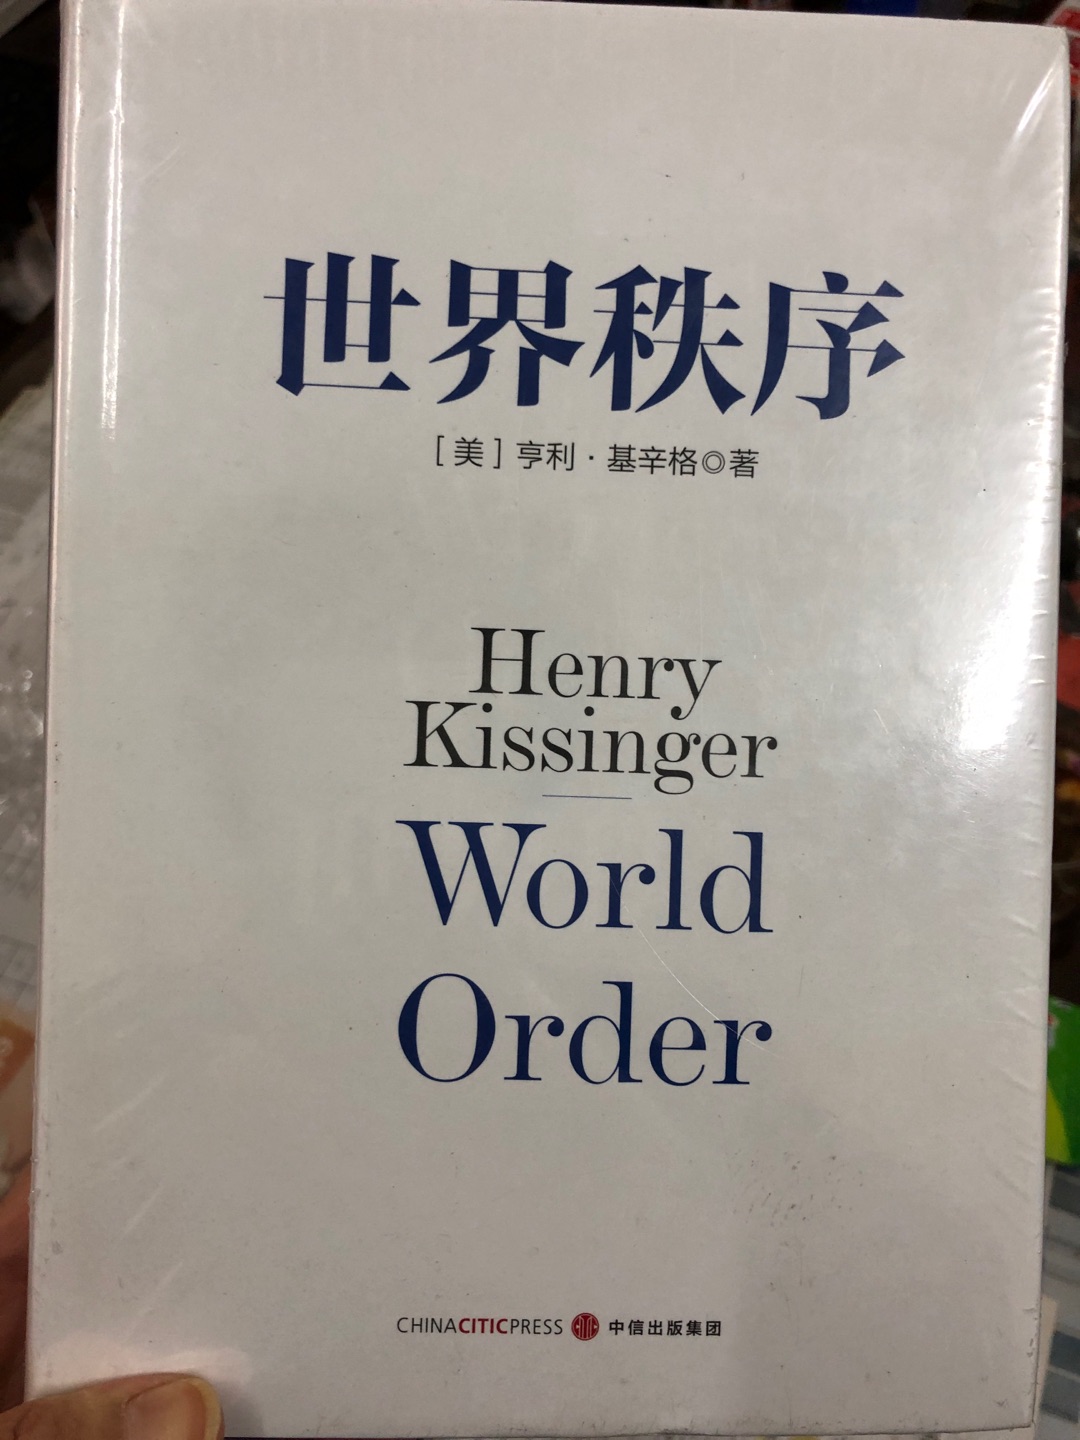 世界秩序
[美]亨利·基辛格◎著
Henry
Kissinger
World
Order
CHINACITICPRESS 中信出版集团